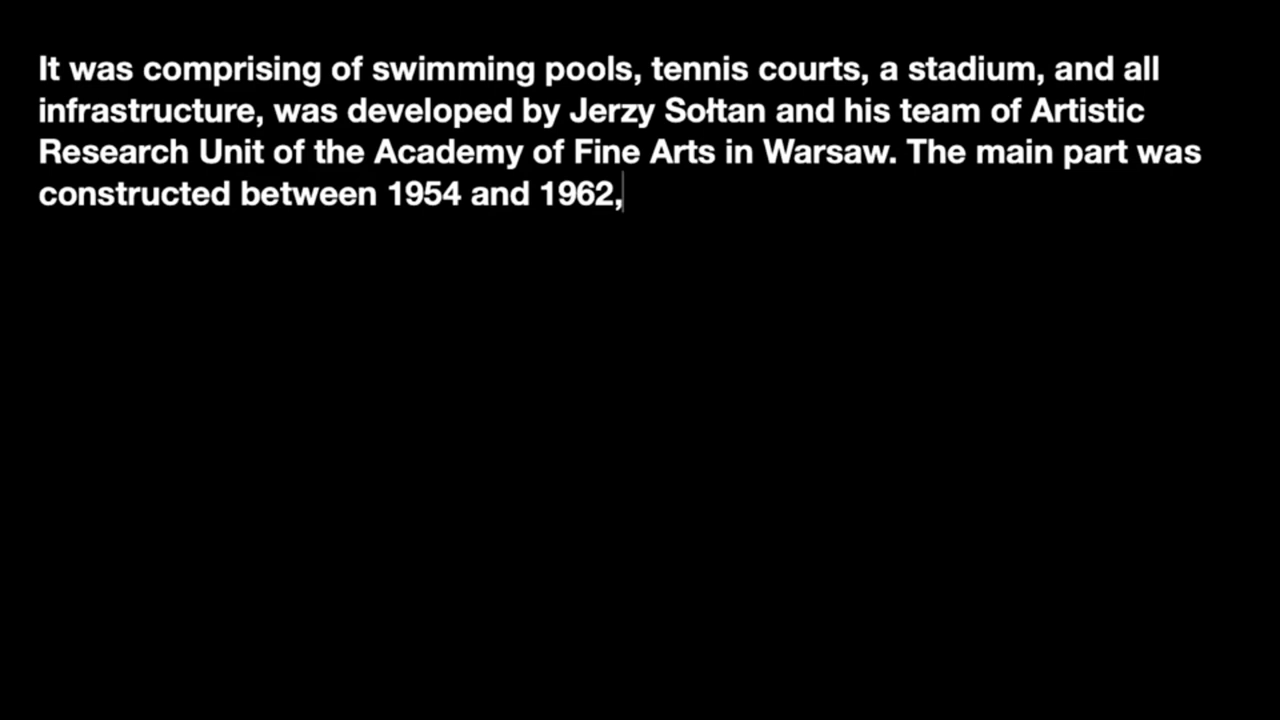 It was comprising of swimming pools, tennis courts, a stadium, and all
infrastructure, was developed by Jerzy Sołtan and his team of Artistic
Research Unit of the Academy of Fine Arts in Warsaw. The main part was
constructed between 1954 and 1962,